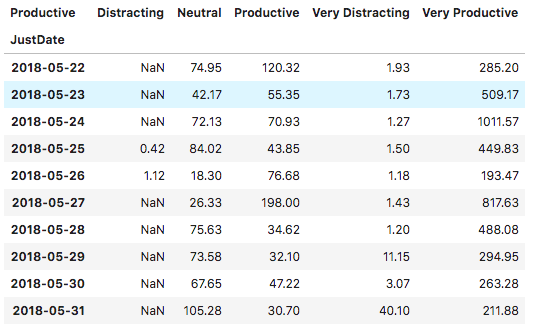 Productive Distracting Neutral Productive Very Distracting Very Productive
JustDate
2018-05-22 NaN 74.95 120.32 1.93 285.20
2018-05-23 NaN 42.17 55.35 1.73 509.17
2018-05-24 NaN 72.13 70.93 1.27 1011.57
2018-05-25 0.42 84.02 43.85 1.50 449.83
2018-05-26 1.12 18.30 76.68 1.18 193.47
2018-05-27 NaN 26.33 198.00 1.43 817.63
2018-05-28 NaN 75.63 34.62 1.20 488.08
2018-05-29 NaN 73.58 32.10 11.15 294.95
2018-05-30 NaN 67.65 47.22 3.07 263.28
2018-05-31 NaN 105.28 30.70 40.10 211.88